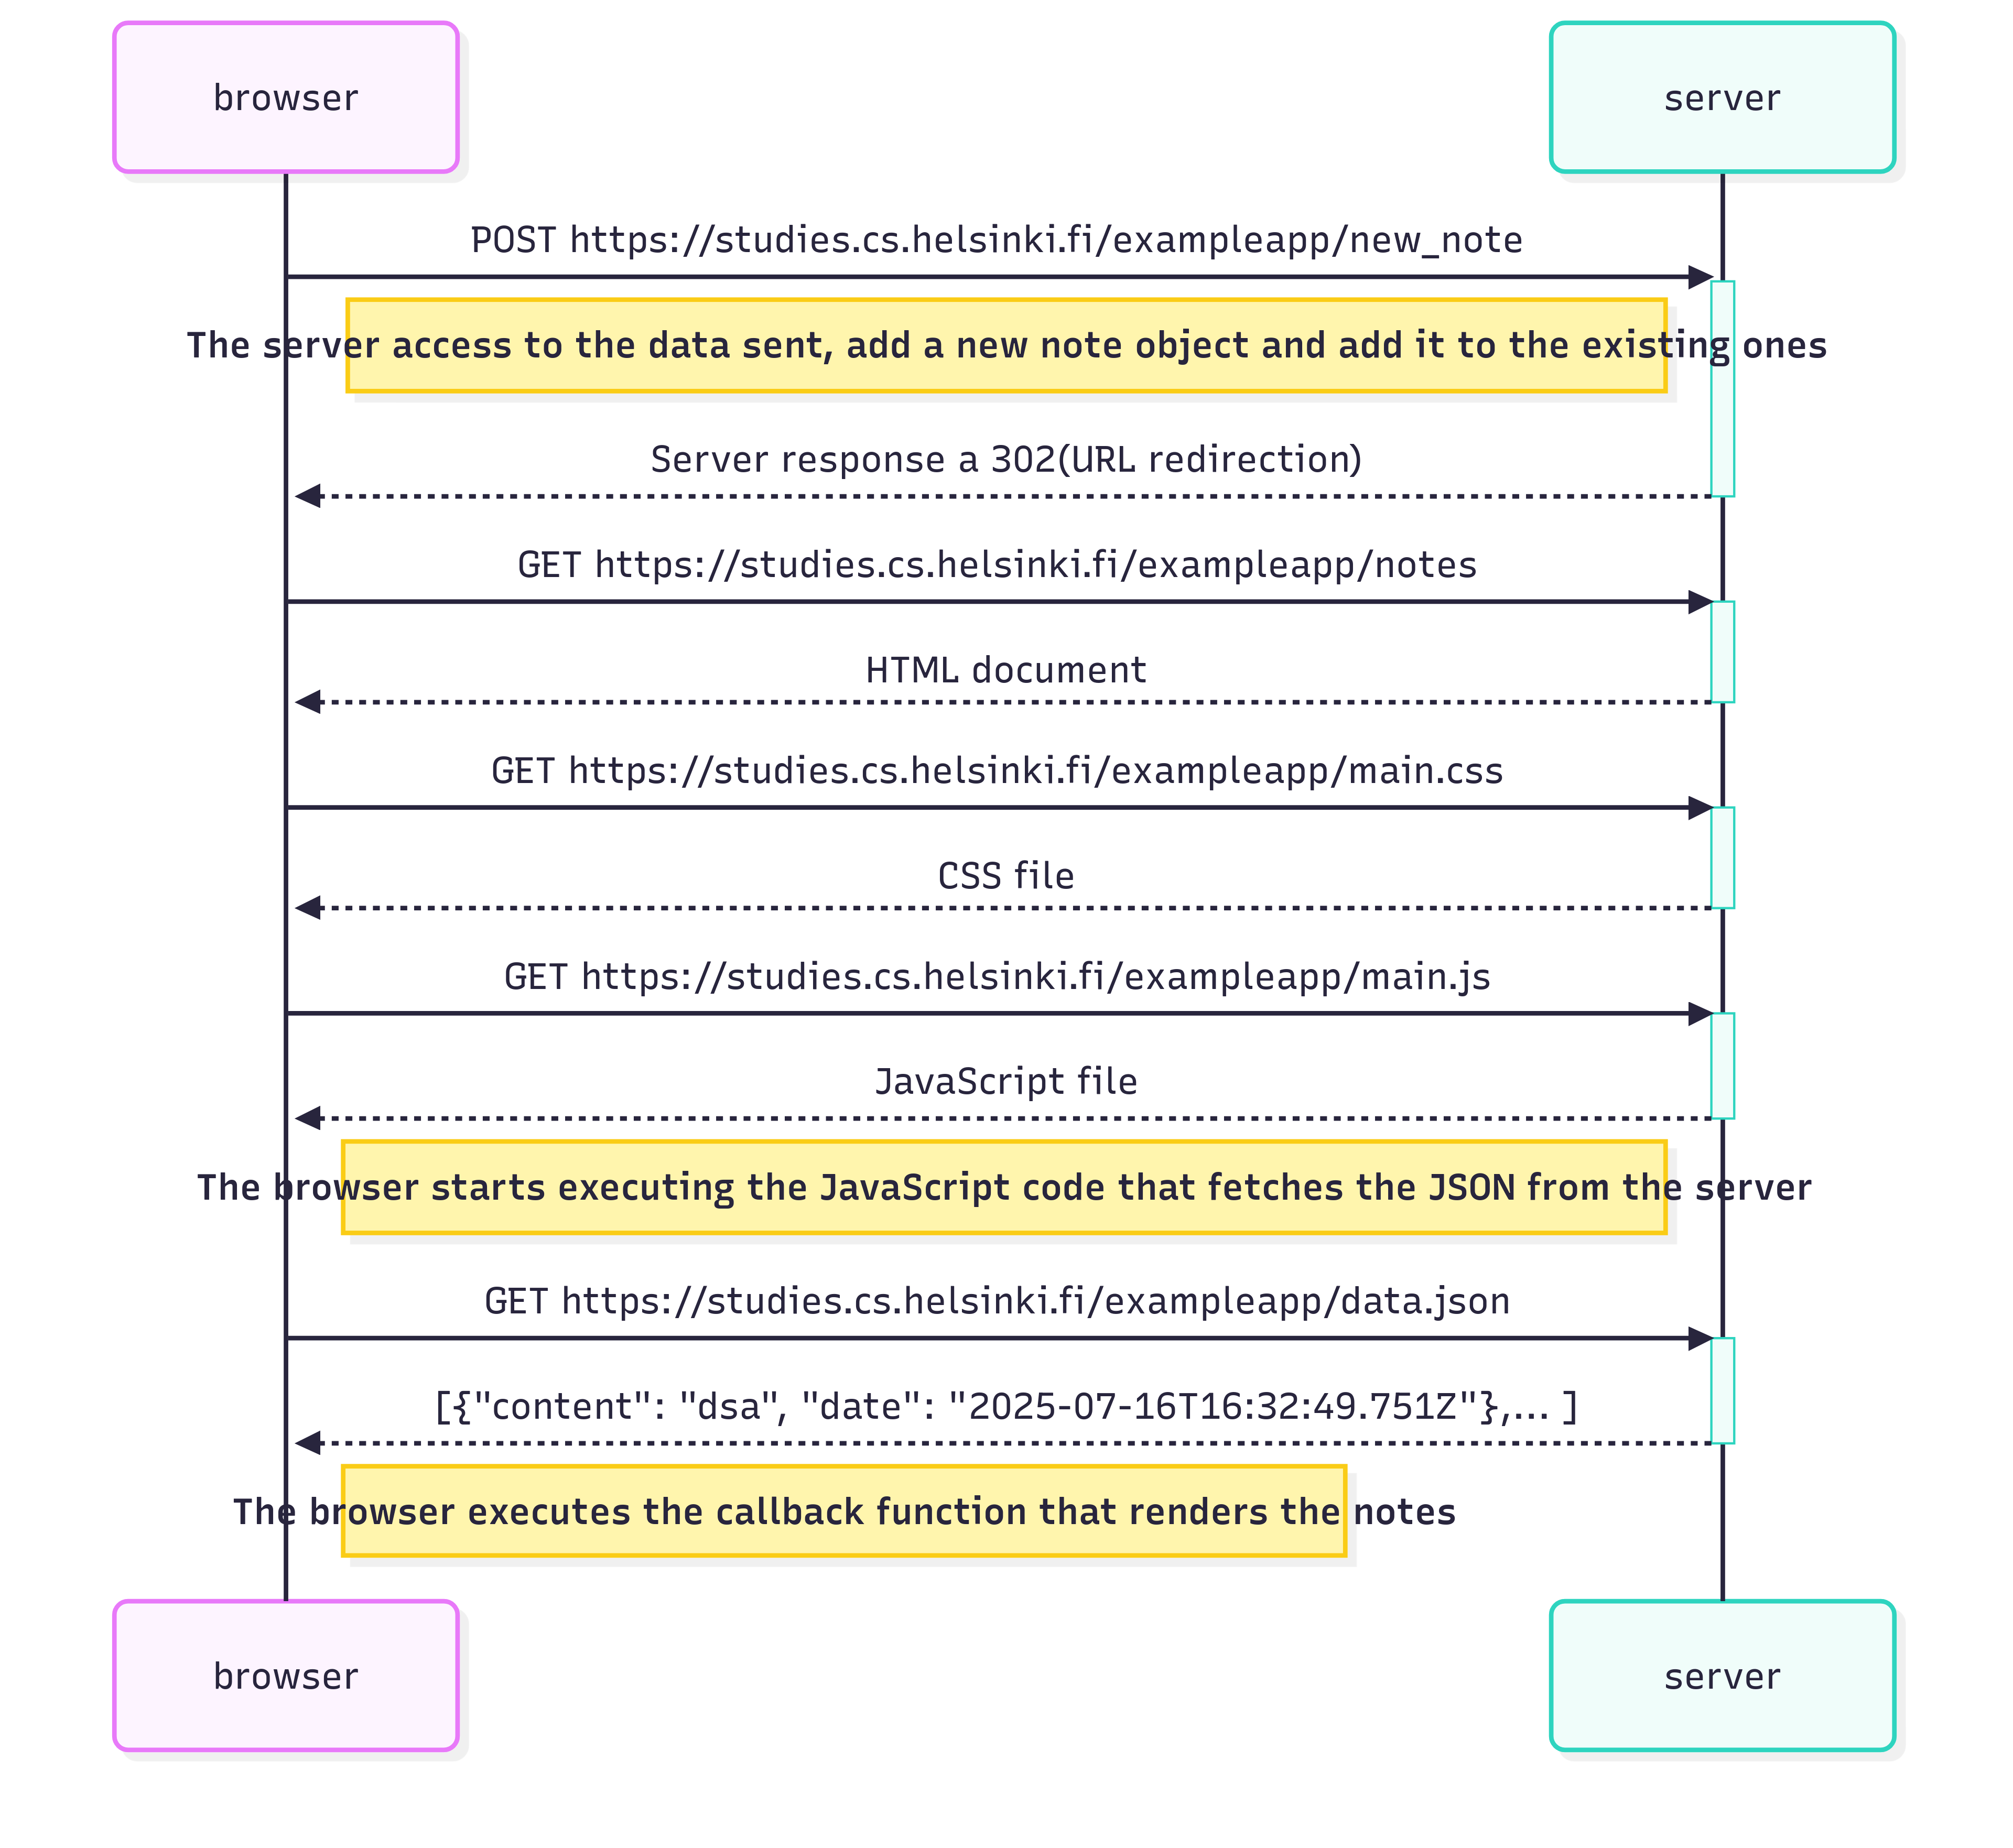 browser
server
POST https://studies.cs.helsinki.fi/exampleapp/new_note
The server access to the data sent, add a new note object and add it to the existing ones
Server response a 302(URL redirection)
GET https://studies.cs.helsinki.fi/exampleapp/notes
HTML document
GET https://studies.cs.helsinki.fi/exampleapp/main.css
CSS file
GET https://studies.cs.helsinki.fi/exampleapp/main.js
JavaScript file
The browser starts executing the JavaScript code that fetches the JSON from the server
GET https://studies.cs.helsinki.fi/exampleapp/data.json
[{"content": "dsa", "date": "2025-07-16T16:32:49.751Z"},... ]
The browser executes the callback function that renders the notes
browser
server